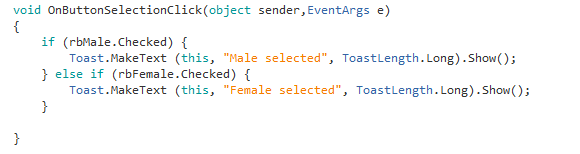 void OnButtonSelectionClick(object sender,EventArgs e)
{
    if (rbMale.Checked) {
        Toast.MakeText (this, "Male selected", ToastLength.Long).Show();
    } else if (rbFemale.Checked) {
        Toast.MakeText (this, "Female selected", ToastLength.Long).Show();
    }

}